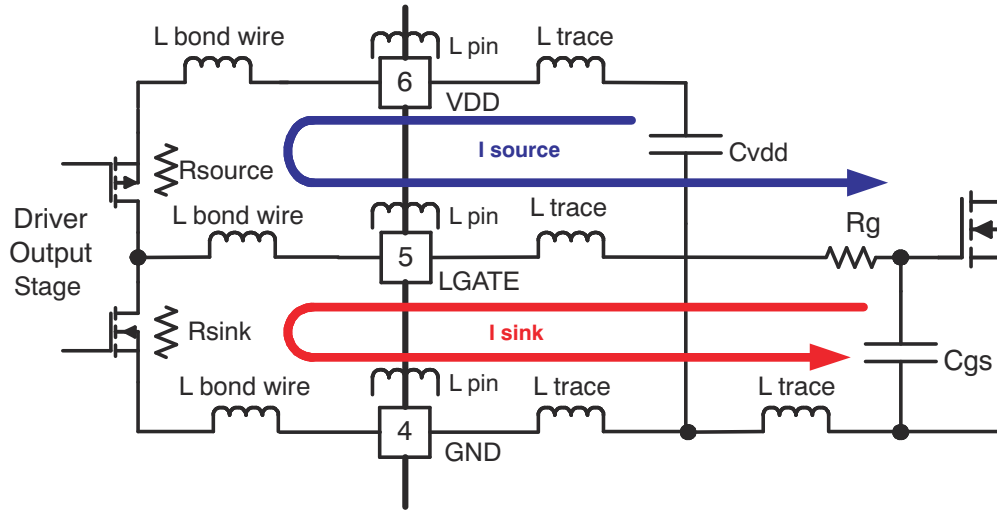 L bond wire
L pin
L trace
6
VDD
I source
Cvdd
Rsource
L bond wire
L pin
L trace
Rg
Driver
Output
Stage
5
LGATE
Rsink
I sink
L bond wire
L pin
L trace
L trace
Cgs
4
GND